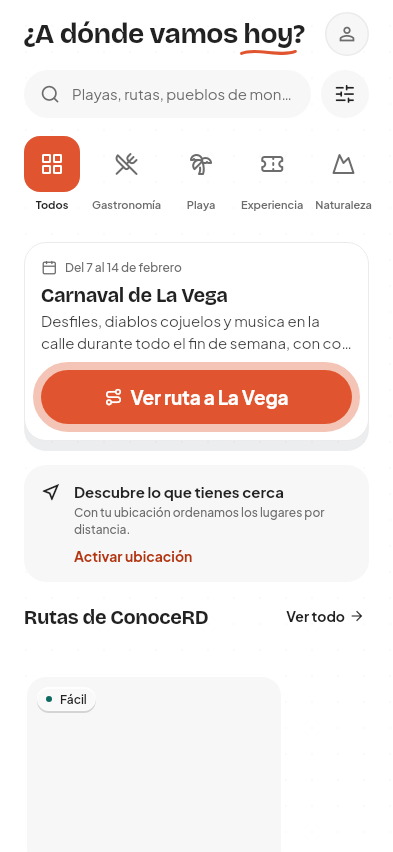 ¿A dónde vamos hoy?
Playas, rutas, pueblos de mon...
Todos
Gastronomía
Playa
Experiencia
Naturaleza
Del 7 al 14 de febrero
Carnaval de La Vega
Desfiles, diablos cojuelos y musica en la
calle durante todo el fin de semana, con co...
Ver ruta a La Vega
Descubre lo que tienes cerca
Con tu ubicación ordenamos los lugares por
distancia.
Activar ubicación
Rutas de ConoceRD
Ver todo
Fácil